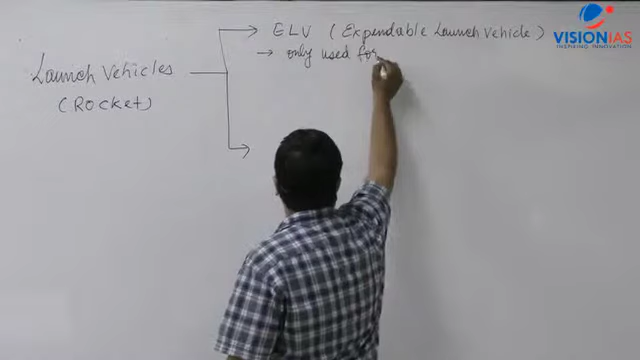 ELV (Expendable Launch Vehicle)
→ only used for
Launch Vehicles
(Rocket)
VISIONIAS
INSPIRING INNOVATION